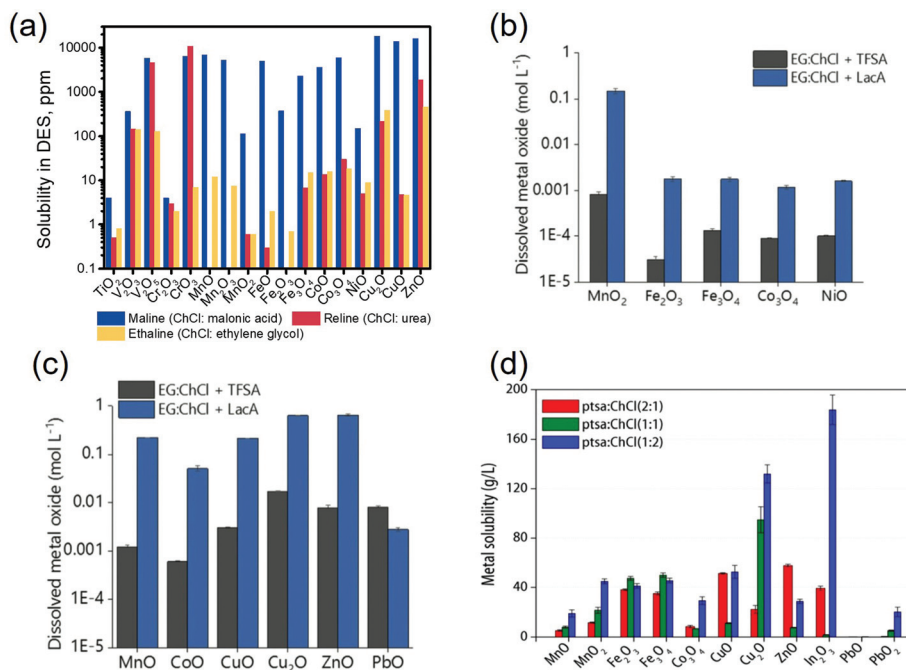 (a)
Solubility in DES, ppm
10000
1000
100
10
1
0.1
TiO₂ V₂O₃ V₂O₅ Cr₂O₃ CrO₃ MnO Mn₂O₃ MnO₂ FeO Fe₂O₃ Fe₃O₄ CoO Co₃O₄ NiO Cu₂O CuO ZnO
Maline (ChCl: malonic acid) Reline (ChCl: urea)
Ethaline (ChCl: ethylene glycol)
(b)
Dissolved metal oxide (mol L⁻¹)
EG:ChCl + TFSA
EG:ChCl + LacA
1
0.1
0.001
1E-4
1E-5
MnO₂ Fe₂O₃ Fe₃O₄ Co₃O₄ NiO
(c)
Dissolved metal oxide (mol L⁻¹)
EG:ChCl + TFSA
EG:ChCl + LacA
1
0.1
0.01
0.001
1E-4
1E-5
MnO CoO CuO Cu₂O ZnO PbO
(d)
Metal solubility (g/L)
ptsa:ChCl(2:1)
ptsa:ChCl(1:1)
ptsa:ChCl(1:2)
200
160
120
80
40
0
MnO MnO₂ Fe₂O₃ Fe₃O₄ Co₃O₄ CuO Cu₂O ZnO In₂O₃ PbO PbO₂